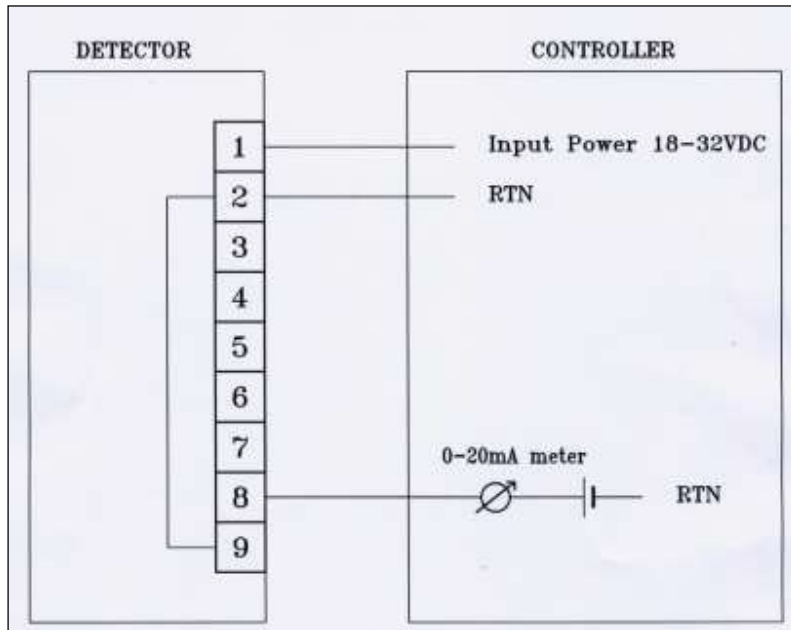 DETECTOR
CONTROLLER
1
Input Power 18-32VDC
2
RTN
3
4
5
6
7
0-20mA meter
8
RTN
9